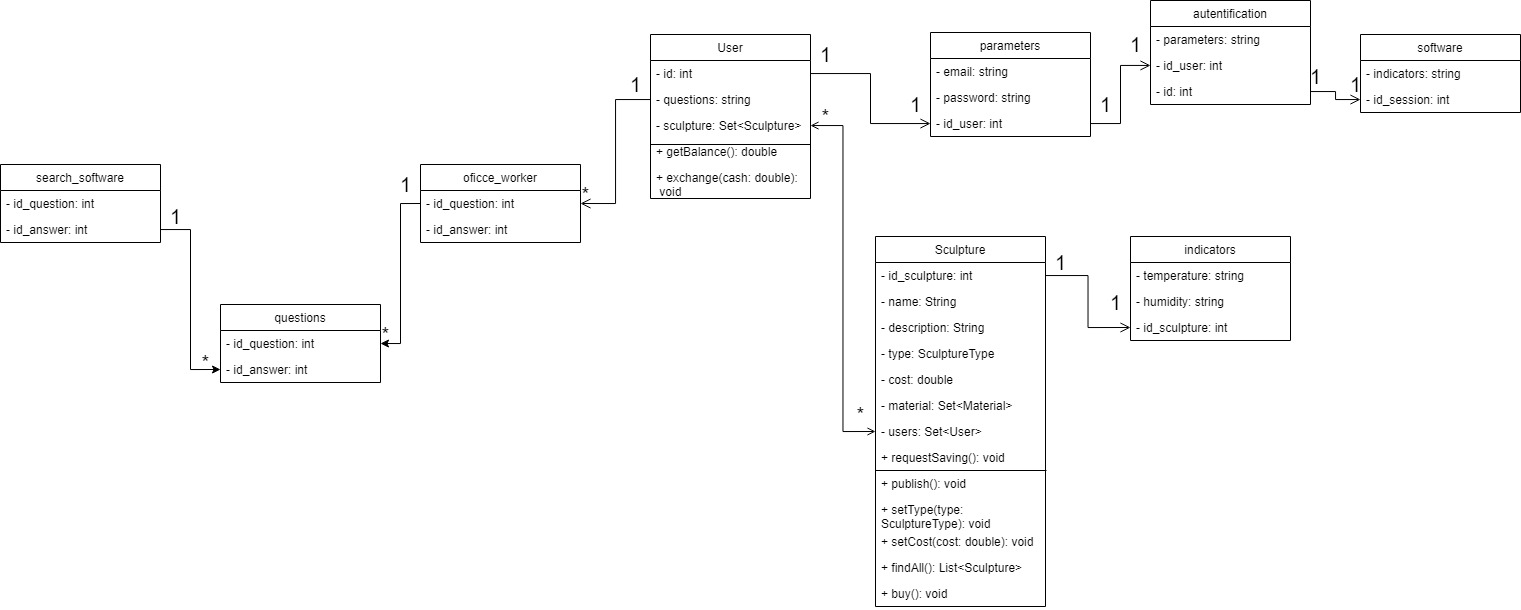 autentification
- parameters: string
- id_user: int
- id: int
User
- id: int
- questions: string
- sculpture: Set<Sculpture>
+ getBalance(): double
+ exchange(cash: double):
void
parameters
- email: string
- password: string
- id_user: int
software
- indicators: string
- id_session: int
1
1
1
1
1
1
1
*
*
search_software
- id_question: int
- id_answer: int
oficce_worker
- id_question: int
- id_answer: int
1
1
questions
- id_question: int
- id_answer: int
*
*
Sculpture
- id_sculpture: int
- name: String
- description: String
- type: SculptureType
- cost: double
- material: Set<Material>
- users: Set<User>
+ requestSaving(): void
+ publish(): void
+ setType(type:
SculptureType): void
+ setCost(cost: double): void
+ findAll(): List<Sculpture>
+ buy(): void
*
1
1
indicators
- temperature: string
- humidity: string
- id_sculpture: int